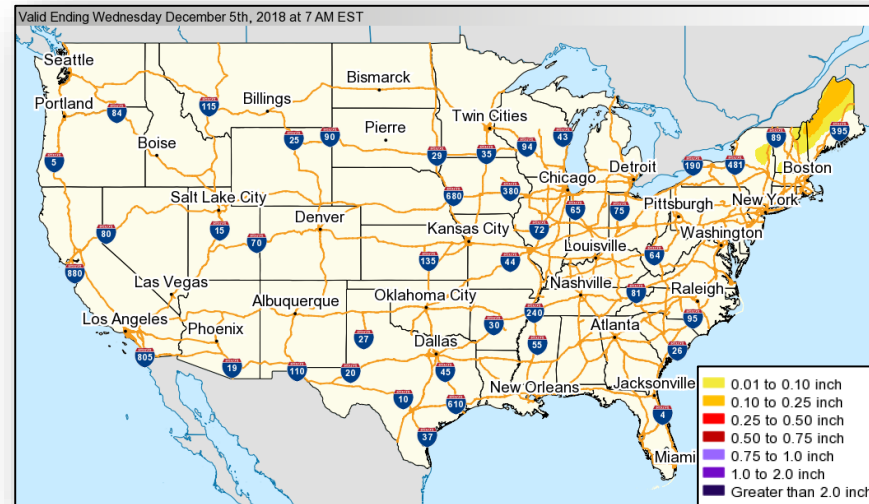 Valid Ending Wednesday December 5th, 2018 at 7 AM EST
Seattle
Portland
84
115
Billings
Bismarck
Twin Cities
Boise
5
25
90
Pierre
29
35
94
43
Detroit
190
481
89
395
Boston
Salt Lake City
680
380
Chicago
65
75
Pittsburgh
New York
80
15
70
Denver
Kansas City
72
Louisville
64
Washington
880
135
44
Las Vegas
Los Angeles
Albuquerque
Oklahoma City
Nashville
81
Raleigh
Phoenix
27
30
240
95
805
19
110
20
Dallas
55
Atlanta
26
45
10
610
New Orleans
Jacksonville
4
37
Miami
0.01 to 0.10 inch
0.10 to 0.25 inch
0.25 to 0.50 inch
0.50 to 0.75 inch
0.75 to 1.0 inch
1.0 to 2.0 inch
Greater than 2.0 inch